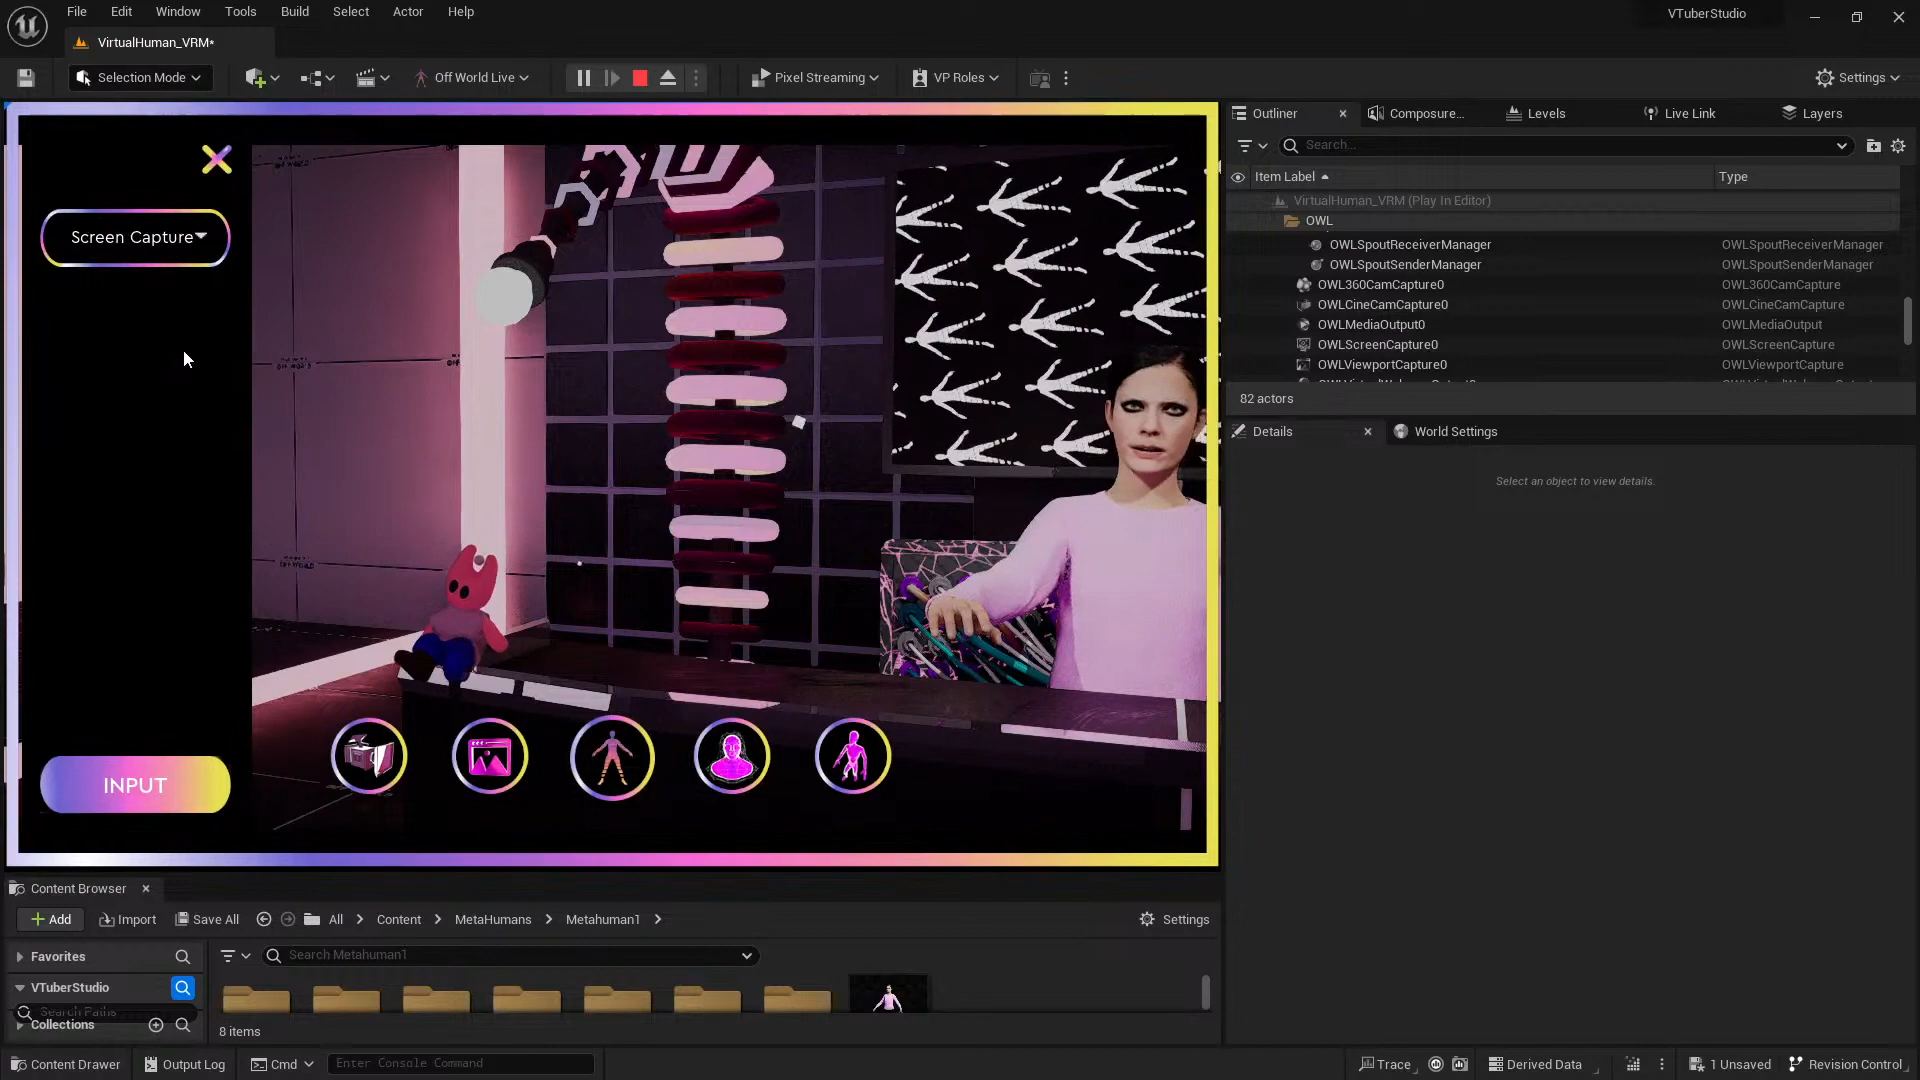 File Edit Window Tools Build Select Actor Help
VTuberStudio
VirtualHuman_VRM*
Selection Mode Off World Live Pixel Streaming VP Roles Settings
Outliner Composure... Levels Live Link Layers
Search...
Item Label Type
VirtualHuman_VRM (Play In Editor)
OWL
OWLSpoutReceiverManager OWLSpoutReceiverManager
OWLSpoutSenderManager OWLSpoutSenderManager
OWL360CamCapture0 OWL360CamCapture
OWLCineCamCapture0 OWLCineCamCapture
OWLMediaOutput0 OWLMediaOutput
OWLScreenCapture0 OWLScreenCapture
OWLViewportCapture0 OWLViewportCapture
82 actors
Details World Settings
Select an object to view details.
Screen Capture
INPUT
Content Browser
Add Import Save All All Content MetaHumans Metahuman1 Settings
Favorites Search Metahuman1
VTuberStudio
Search Paths
Collections
8 items
Content Drawer Output Log Cmd Enter Console Command Trace Derived Data 1 Unsaved Revision Control